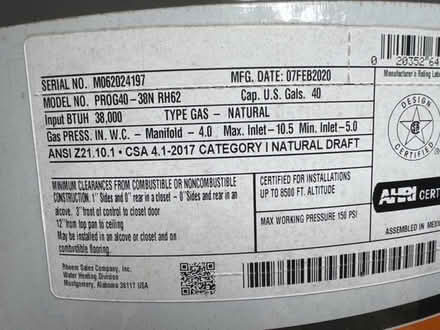 0 20352 64
SERIAL NO. M062024197 MFG. DATE: 07FEB2020
MODEL NO. PROG40-38N RH62 Cap. U.S. Gals. 40
Input BTUH 38,000 TYPE GAS - NATURAL
Gas PRESS. IN. W.C. - Manifold - 4.0 Max. Inlet - 10.5 Min Inlet - 5.0
ANSI Z21.10.1 • CSA 4.1-2017 CATEGORY I NATURAL DRAFT
Manufacturer's Rating Label
DESIGN
CERTIFIED
MINIMUM CLEARANCES FROM COMBUSTIBLE OR NONCOMBUSTIBLE
CONSTRUCTION. 1" Sides and 0" rear in a closet - 0"Sides and rear in an
alcove. 3" front of control to closet door
12"from top pan to ceiling
May be installed in an alcove or closet and on
combustible flooring.
CERTIFIED FOR INSTALLATIONS
UP TO 8500 FT. ALTITUDE
MAX WORKING PRESSURE 150 PSI
AHRI CERT
ASSEMBLED IN MEXI
Rheem Sales Company, Inc.
Water Heating Division
Montgomery, Alabama 36117 USA